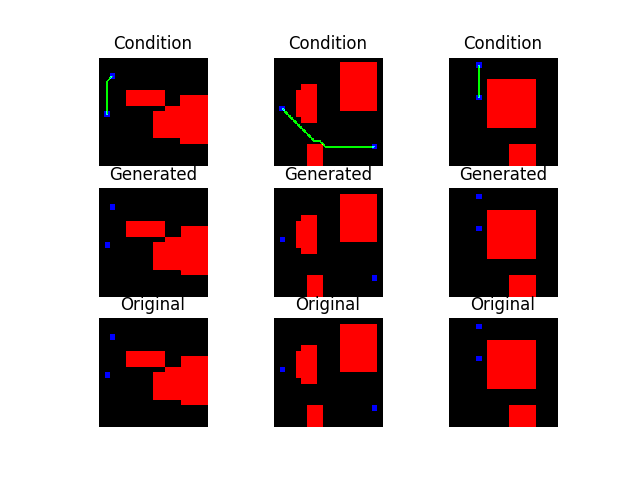 Condition Condition Condition
Generated Generated Generated
Original Original Original